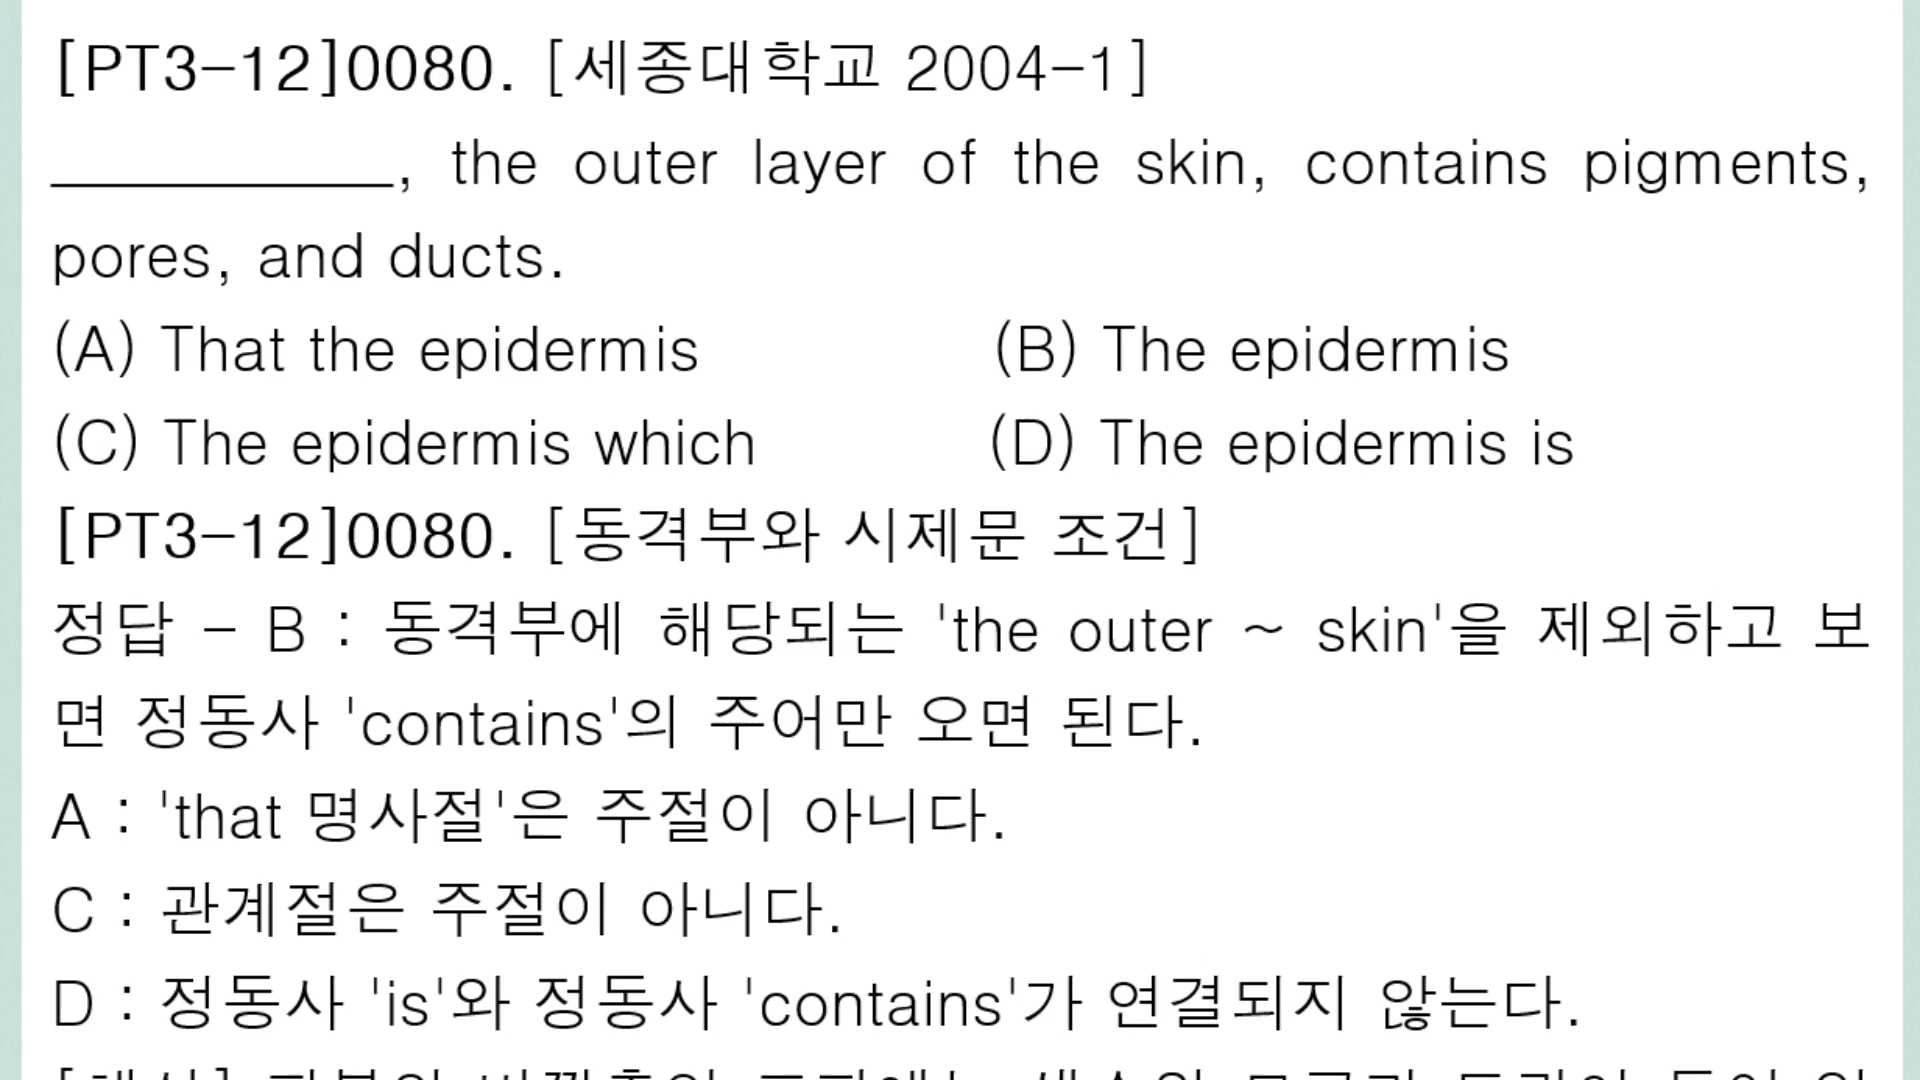 [PT3-12]0080. [세종대학교 2004-1]
__________, the outer layer of the skin, contains pigments,
pores, and ducts.
(A) That the epidermis (B) The epidermis
(C) The epidermis which (D) The epidermis is
[PT3-12]0080. [동격부와 시제문 조건]
정답 - B : 동격부에 해당되는 'the outer ~ skin'을 제외하고 보
면 정동사 'contains'의 주어만 오면 된다.
A : 'that 명사절'은 주절이 아니다.
C : 관계절은 주절이 아니다.
D : 정동사 'is'와 정동사 'contains'가 연결되지 않는다.